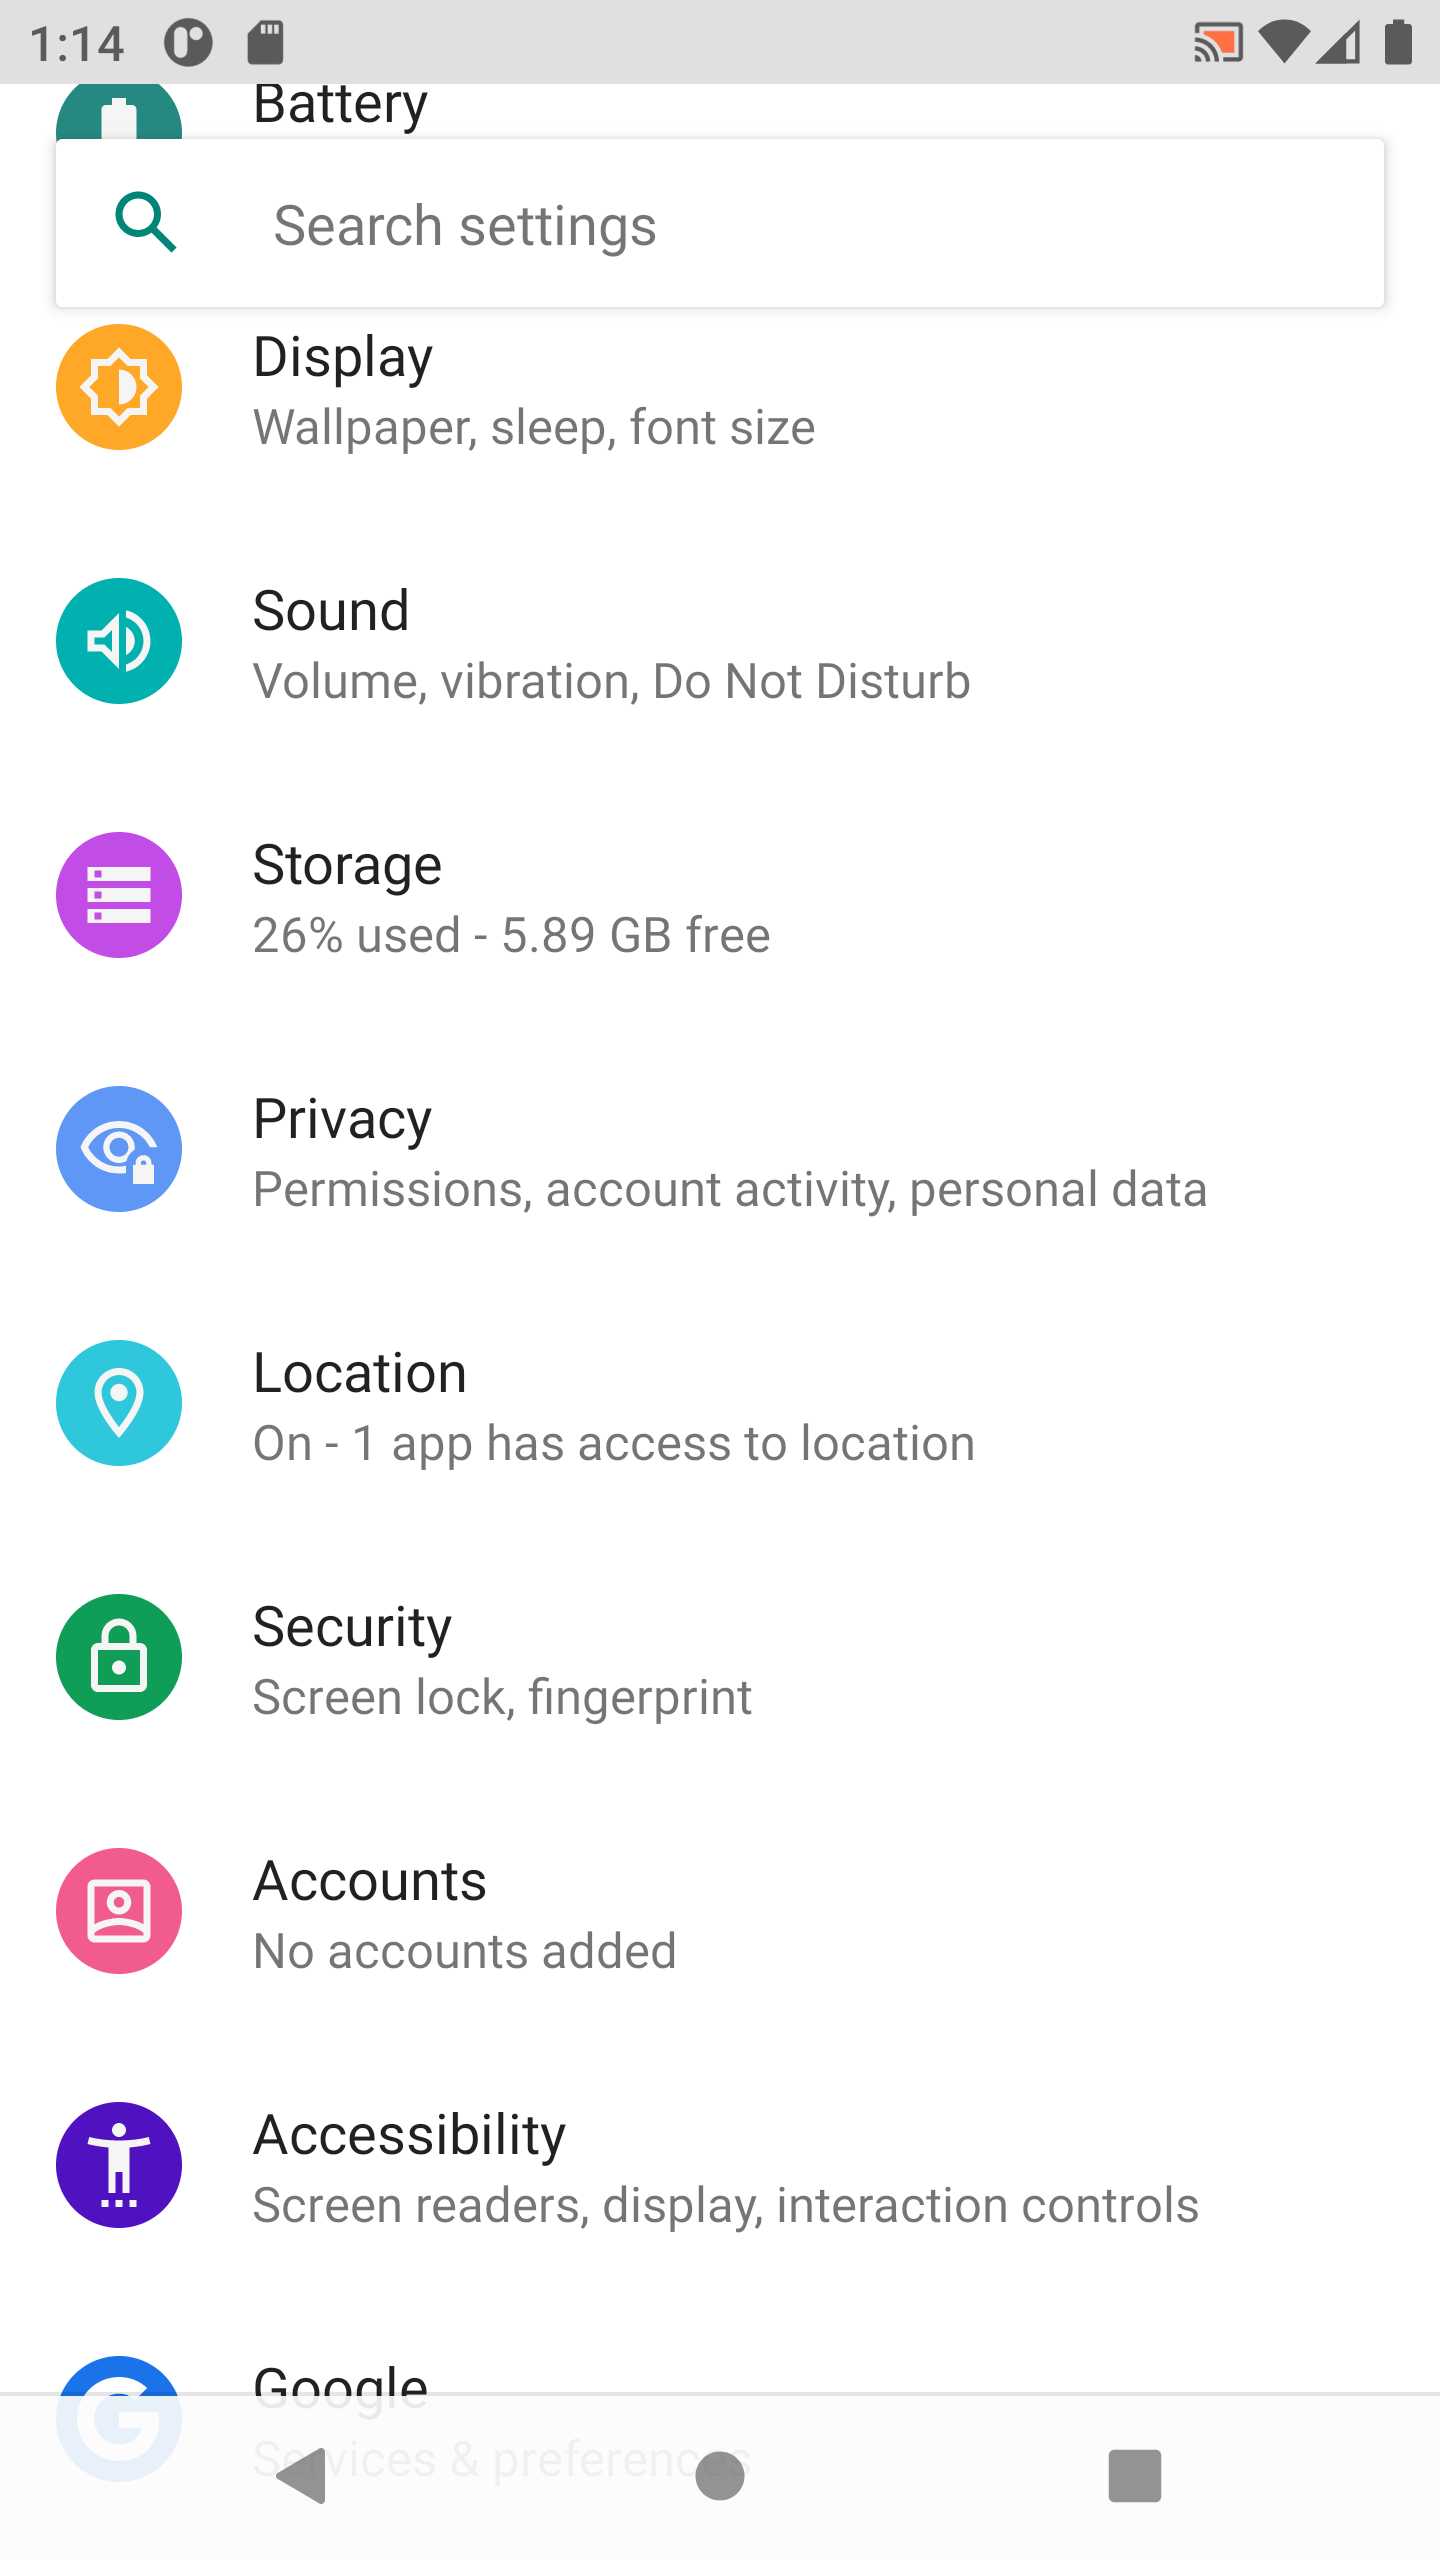 1:14
Battery
Search settings
Display
Wallpaper, sleep, font size
Sound
Volume, vibration, Do Not Disturb
Storage
26% used - 5.89 GB free
Privacy
Permissions, account activity, personal data
Location
On - 1 app has access to location
Security
Screen lock, fingerprint
Accounts
No accounts added
Accessibility
Screen readers, display, interaction controls
Google
Services & preferences